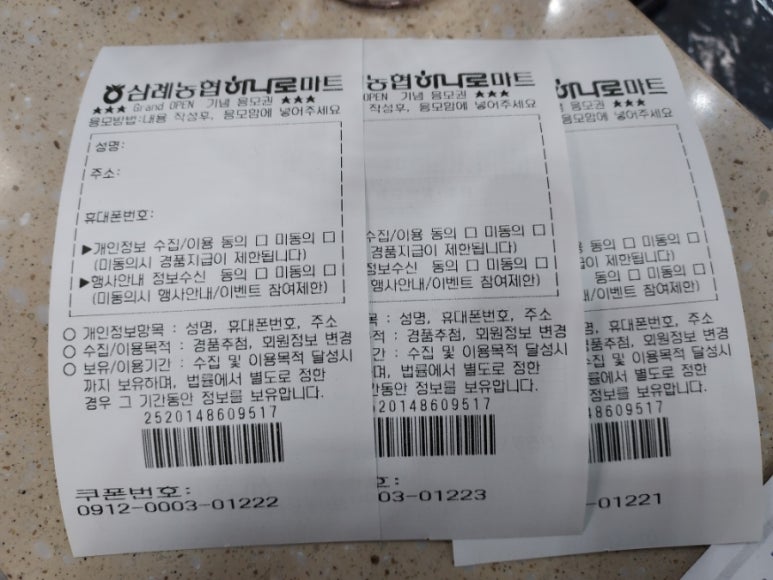 삼례농협하나로마트
★★★ Grand OPEN 기념 응모권 ★★★
응모방법:내용 작성후, 응모함에 넣어주세요
성명:
주소:
휴대폰번호:
▶개인정보 수집/이용 동의 □ 미동의 □
(미동의시 경품지급이 제한됩니다)
▶행사안내 정보수신 동의 □ 미동의 □
(미동의시 행사안내/이벤트 참여제한)
○ 개인정보항목 : 성명, 휴대폰번호, 주소
○ 수집/이용목적 : 경품추첨, 회원정보 변경
○ 보유/이용기간 : 수집 및 이용목적 달성시
까지 보유하며, 법률에서 별도로 정한
경우 그 기간동안 정보를 보유합니다.
2520148609517
쿠폰번호:
0912-0003-01222
농협하나로마트
OPEN 기념 응모권 ★★★
작성후, 응모함에 넣어주세요
수집/이용 동의 □ 미동의 □
경품지급이 제한됩니다)
정보수신 동의 □ 미동의 □
행사안내/이벤트 참여제한)
목 : 성명, 휴대폰번호, 주소
적 : 경품추첨, 회원정보 변경
간 : 수집 및 이용목적 달성시
며, 법률에서 별도로 정한
기간동안 정보를 보유합니다.
20148609517
호:
03-01223
로마트
응모권 ★★★
응모함에 넣어주세요
동의 □ 미동의 □
제한됩니다)
동의 □ 미동의 □
이벤트 참여제한)
휴대폰번호, 주소
회원정보 변경
이용목적 달성시
별도로 정한
정보를 보유합니다.
609517
-01221